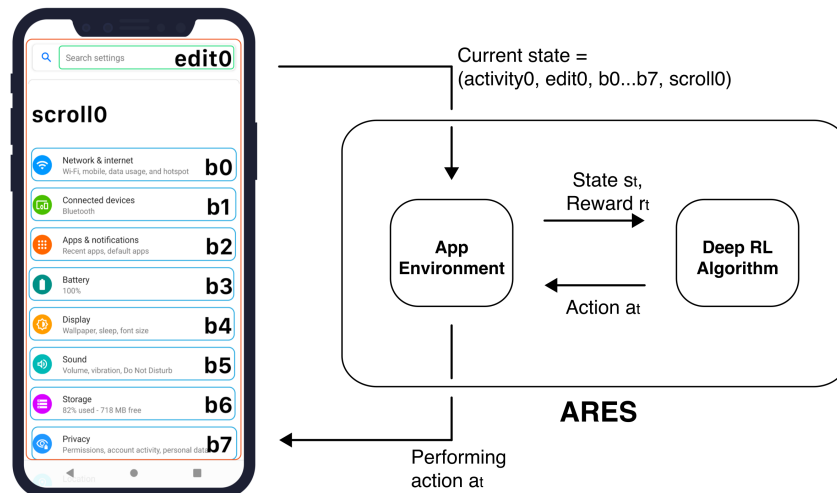 Search settings
edit0
scroll0
Network & internet
Wi-Fi, mobile, data usage, and hotspot
b0
Connected devices
Bluetooth
b1
Apps & notifications
Recent apps, default apps
b2
Battery
100%
b3
Display
Wallpaper, sleep, font size
b4
Sound
Volume, vibration, Do Not Disturb
b5
Storage
82% used - 718 MB free
b6
Privacy
Permissions, account activity, personal data
b7
Location
Current state =
(activity0, edit0, b0...b7, scroll0)
App
Environment
State st,
Reward rt
Action at
Deep RL
Algorithm
ARES
Performing
action at